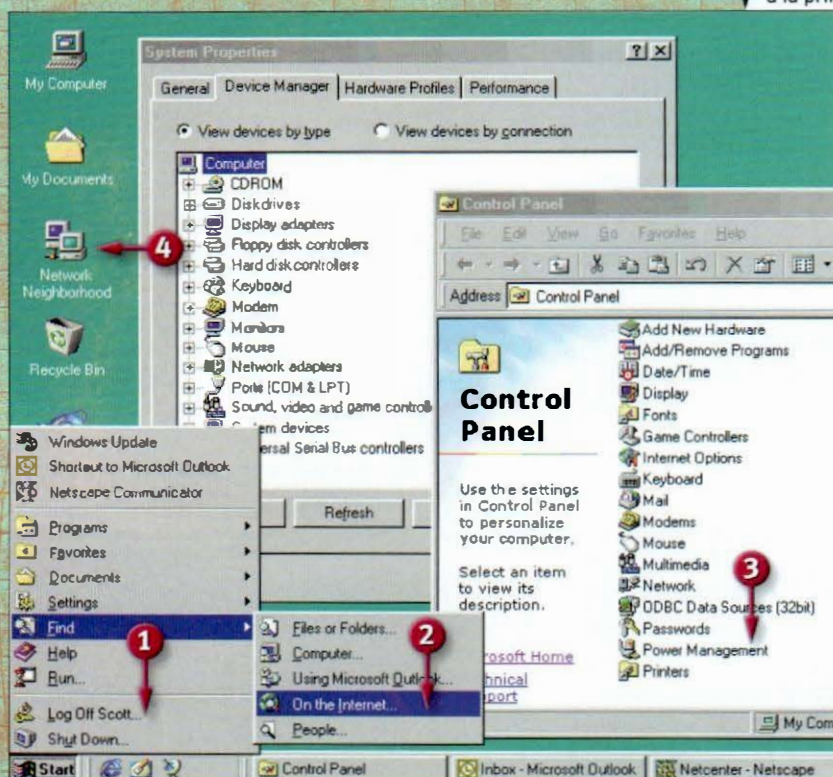 à la
My Computer
My Documents
Network
Neighborhood
Recycle Bin
4
System Properties
? X
General Device Manager Hardware Profiles Performance
View devices by type View devices by connection
Computer
CDROM
Disk drives
Display adapters
Floppy disk controllers
Hard disk controllers
Keyboard
Modem
Monitors
Mouse
Network adapters
Ports (COM & LPT)
Sound, video and game
devices
Serial Bus controllers
Refresh
Control Panel
File Edit View Go Favorites Help
Address Control Panel
Control
Panel
Use the settings
in Control Panel
to personalize
your computer.
Select an item
to view its
description.
Home
Add New Hardware
Add/Remove Programs
Date/Time
Display
Fonts
Game Controllers
Internet Options
Keyboard
Mail
Modems
Mouse
Multimedia
Network
ODBC Data Sources (32bit)
Passwords
Power Management
Printers
3
My
Windows Update
Shortcut to Microsoft Outlook
Netscape Communicator
Programs
Favorites
Documents
Settings
Find
Help
Run...
Log Off Scott...
Shut Down...
1
Files or Folders...
Computer...
Using Microsoft Outlook...
On the Internet...
People...
2
Start
Control Panel
Inbox - Microsoft Outlook
Netcenter - Netscape